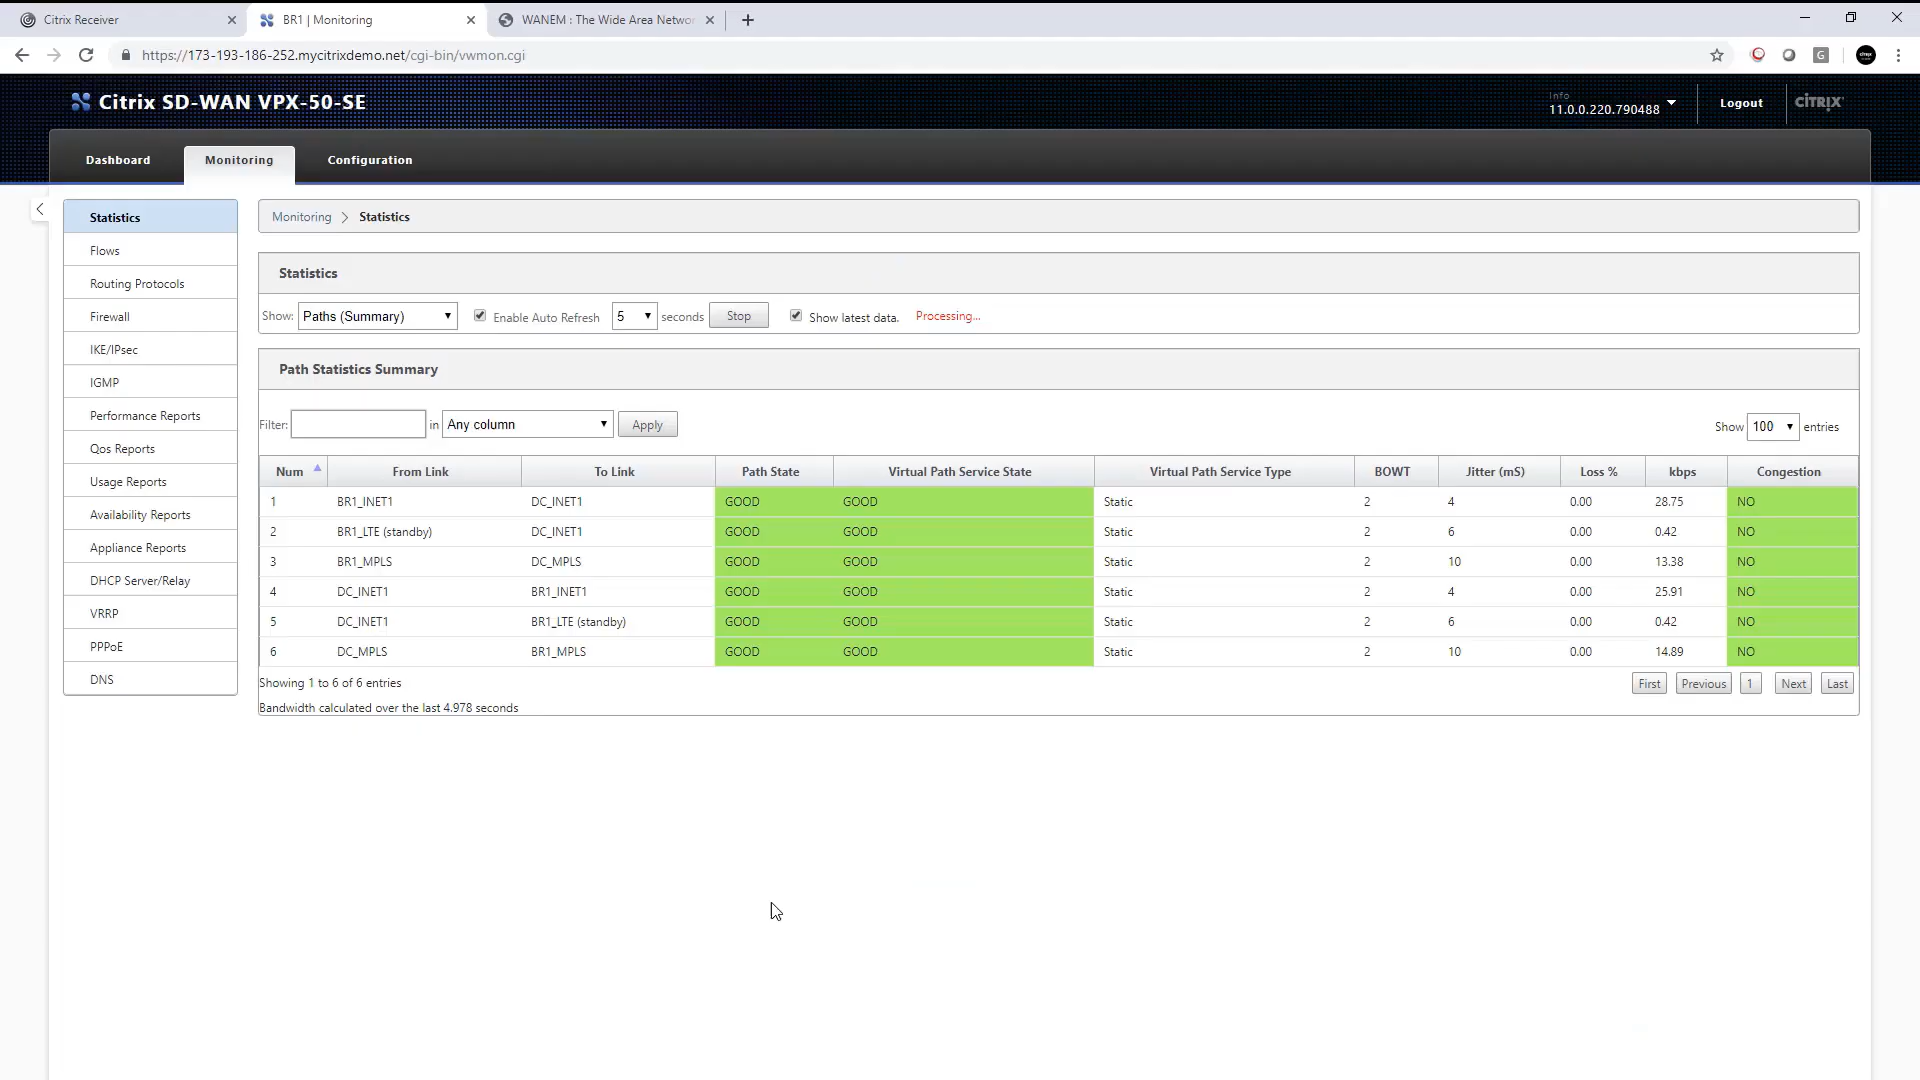 Citrix Receiver
BR1 | Monitoring
WANEM : The Wide Area Networ
https://173-193-186-252.mycitrixdemo.net/cgi-bin/vwmon.cgi
Citrix SD-WAN VPX-50-SE
Info
11.0.0.220.790488
Logout
CITRIX
Dashboard
Monitoring
Configuration
Statistics
Flows
Routing Protocols
Firewall
IKE/IPsec
IGMP
Performance Reports
Qos Reports
Usage Reports
Availability Reports
Appliance Reports
DHCP Server/Relay
VRRP
PPPoE
DNS
Monitoring > Statistics
Statistics
Show: Paths (Summary) Enable Auto Refresh 5 seconds Stop Show latest data. Processing...
Path Statistics Summary
Filter: in Any column Apply Show 100 entries
Num From Link To Link Path State Virtual Path Service State Virtual Path Service Type BOWT Jitter (mS) Loss % kbps Congestion
1 BR1_INET1 DC_INET1 GOOD GOOD Static 2 4 0.00 28.75 NO
2 BR1_LTE (standby) DC_INET1 GOOD GOOD Static 2 6 0.00 0.42 NO
3 BR1_MPLS DC_MPLS GOOD GOOD Static 2 10 0.00 13.38 NO
4 DC_INET1 BR1_INET1 GOOD GOOD Static 2 4 0.00 25.91 NO
5 DC_INET1 BR1_LTE (standby) GOOD GOOD Static 2 6 0.00 0.42 NO
6 DC_MPLS BR1_MPLS GOOD GOOD Static 2 10 0.00 14.89 NO
Showing 1 to 6 of 6 entries
First Previous 1 Next Last
Bandwidth calculated over the last 4.978 seconds